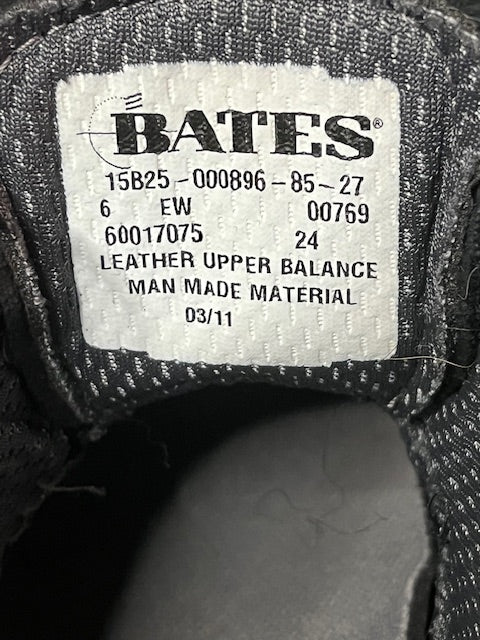 BATES®
15B25-000896-85-27
6 EW 00769
60017075 24
LEATHER UPPER BALANCE
MAN MADE MATERIAL
03/11